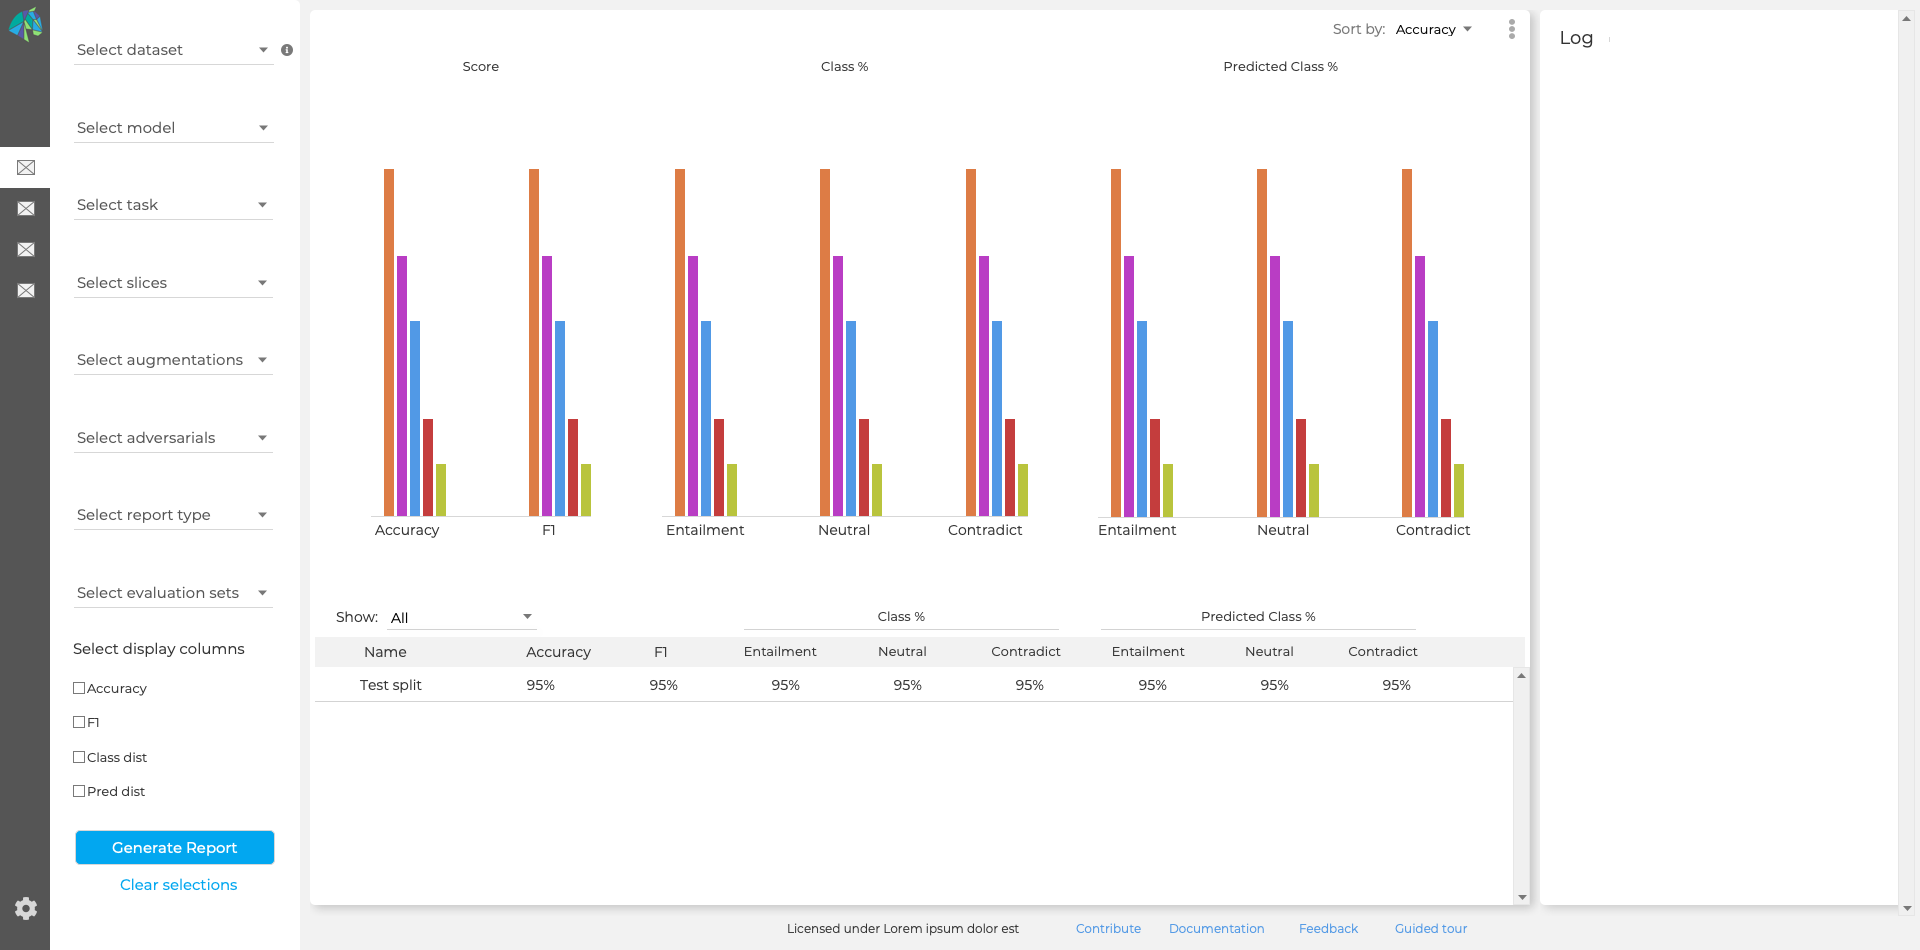 Select dataset
Select model
Select task
Select slices
Select augmentations
Select adversarials
Select report type
Select evaluation sets
Select display columns
Accuracy
F1
Class dist
Pred dist
Generate Report
Clear selections
Sort by: Accuracy
Score Class % Predicted Class %
Accuracy F1 Entailment Neutral Contradict Entailment Neutral Contradict
Show: All Class % Predicted Class %
Name Accuracy F1 Entailment Neutral Contradict Entailment Neutral Contradict
Test split 95% 95% 95% 95% 95% 95% 95% 95%
Log
Licensed under Lorem ipsum dolor est Contribute Documentation Feedback Guided tour